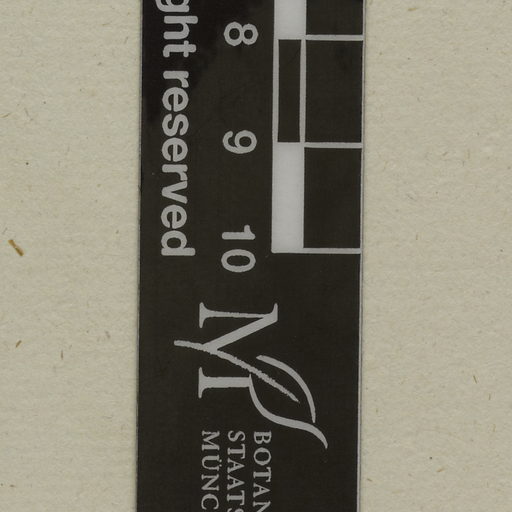 ght reserved
8 9 10
M
BOTAN
STAATS
MÜNC